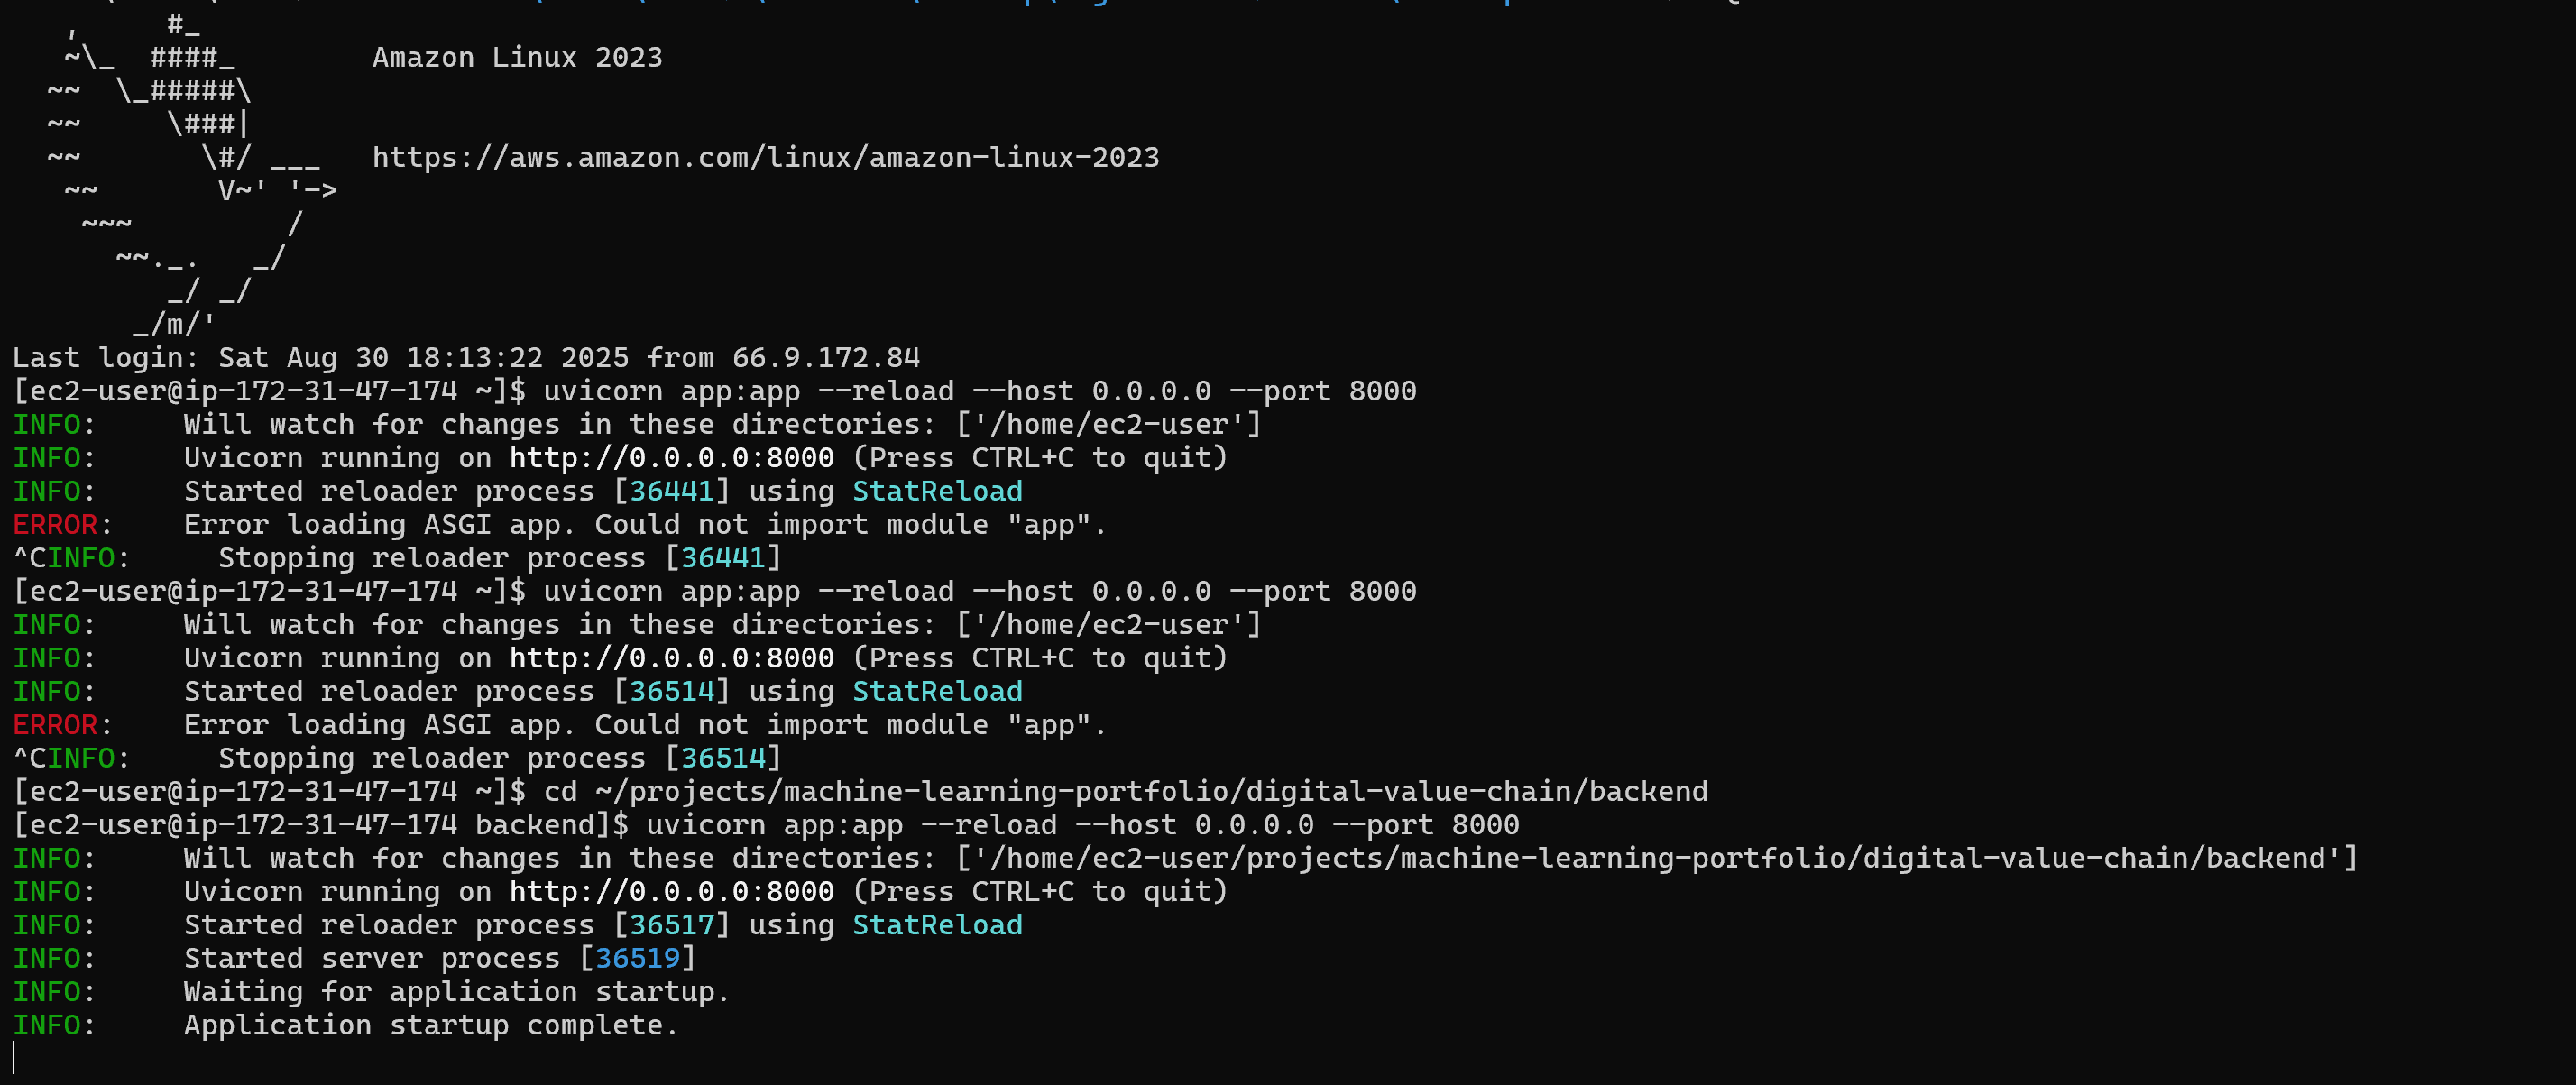 ,     #_
   ~\_  ####_        Amazon Linux 2023
  ~~  \_#####\
  ~~     \###|
  ~~       \#/ ___   https://aws.amazon.com/linux/amazon-linux-2023
   ~~       V~' '->
    ~~~         /
      ~~._.   _/
         _/ _/
       _/m/'
Last login: Sat Aug 30 18:13:22 2025 from 66.9.172.84
[ec2-user@ip-172-31-47-174 ~]$ uvicorn app:app --reload --host 0.0.0.0 --port 8000
INFO:     Will watch for changes in these directories: ['/home/ec2-user']
INFO:     Uvicorn running on http://0.0.0.0:8000 (Press CTRL+C to quit)
INFO:     Started reloader process [36441] using StatReload
ERROR:    Error loading ASGI app. Could not import module "app".
^CINFO:     Stopping reloader process [36441]
[ec2-user@ip-172-31-47-174 ~]$ uvicorn app:app --reload --host 0.0.0.0 --port 8000
INFO:     Will watch for changes in these directories: ['/home/ec2-user']
INFO:     Uvicorn running on http://0.0.0.0:8000 (Press CTRL+C to quit)
INFO:     Started reloader process [36514] using StatReload
ERROR:    Error loading ASGI app. Could not import module "app".
^CINFO:     Stopping reloader process [36514]
[ec2-user@ip-172-31-47-174 ~]$ cd ~/projects/machine-learning-portfolio/digital-value-chain/backend
[ec2-user@ip-172-31-47-174 backend]$ uvicorn app:app --reload --host 0.0.0.0 --port 8000
INFO:     Will watch for changes in these directories: ['/home/ec2-user/projects/machine-learning-portfolio/digital-value-chain/backend']
INFO:     Uvicorn running on http://0.0.0.0:8000 (Press CTRL+C to quit)
INFO:     Started reloader process [36517] using StatReload
INFO:     Started server process [36519]
INFO:     Waiting for application startup.
INFO:     Application startup complete.